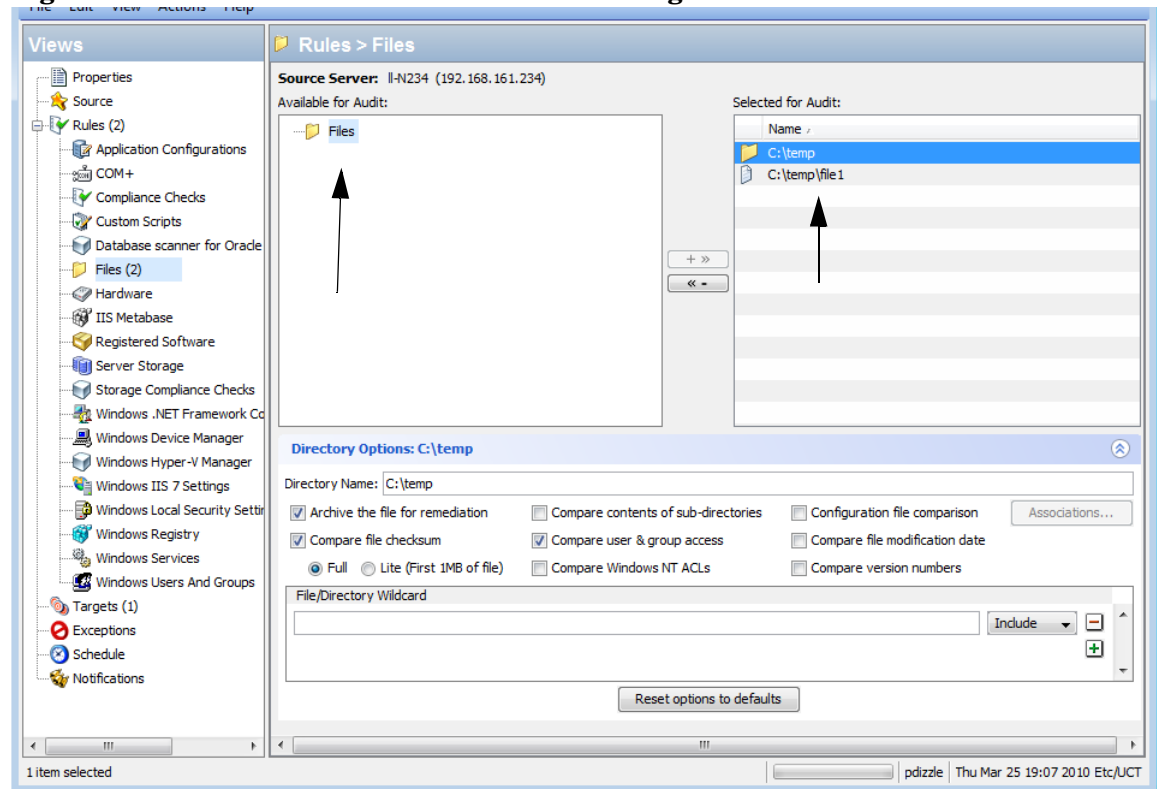 File Edit View Actions Help
Views
Properties
Source
Rules (2)
Application Configurations
COM+
Compliance Checks
Custom Scripts
Database scanner for Oracle
Files (2)
Hardware
IIS Metabase
Registered Software
Server Storage
Storage Compliance Checks
Windows .NET Framework Co
Windows Device Manager
Windows Hyper-V Manager
Windows IIS 7 Settings
Windows Local Security Settin
Windows Registry
Windows Services
Windows Users And Groups
Targets (1)
Exceptions
Schedule
Notifications
Rules > Files
Source Server: ll-N234 (192.168.161.234)
Available for Audit:
Files
+ »
« -
Selected for Audit:
Name
C:\temp
C:\temp\file1
Directory Options: C:\temp
Directory Name: C:\temp
Archive the file for remediation
Compare contents of sub-directories
Configuration file comparison
Associations...
Compare file checksum
Compare user & group access
Compare file modification date
Full Lite (First 1MB of file)
Compare Windows NT ACLs
Compare version numbers
File/Directory Wildcard
Include
Reset options to defaults
1 item selected
pdizzle Thu Mar 25 19:07 2010 Etc/UCT